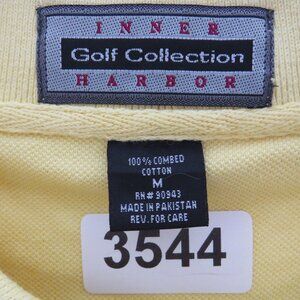 INNER
Golf Collection
HARBOR
100% COMBED
COTTON
M
RN# 90943
MADE IN PAKISTAN
REV. FOR CARE
3544